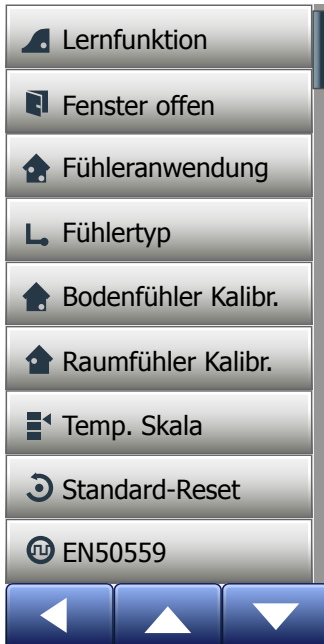 Lernfunktion
Fenster offen
Fühleranwendung
Fühlertyp
Bodenfühler Kalibr.
Raumfühler Kalibr.
Temp. Skala
Standard-Reset
EN50559